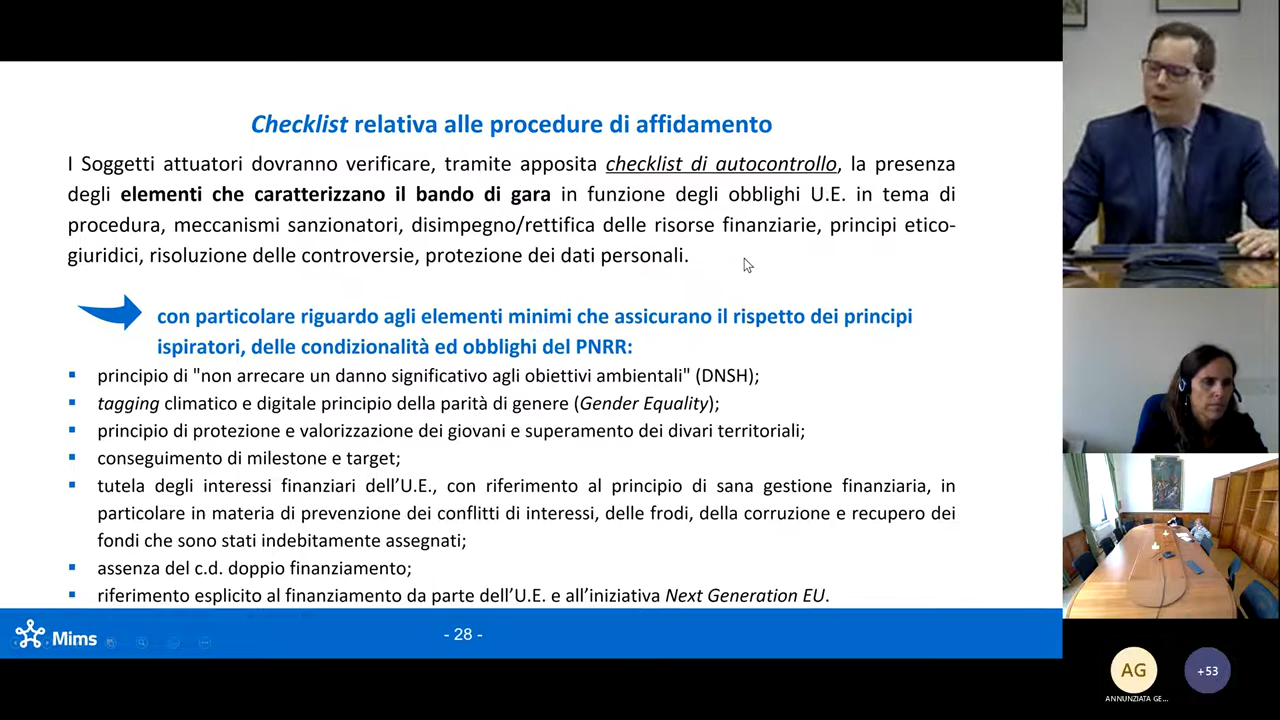 Checklist relativa alle procedure di affidamento
I Soggetti attuatori dovranno verificare, tramite apposita checklist di autocontrollo, la presenza
degli elementi che caratterizzano il bando di gara in funzione degli obblighi U.E. in tema di
procedura, meccanismi sanzionatori, disimpegno/rettifica delle risorse finanziarie, principi etico-
giuridici, risoluzione delle controversie, protezione dei dati personali.
con particolare riguardo agli elementi minimi che assicurano il rispetto dei principi
ispiratori, delle condizionalità ed obblighi del PNRR:
▪ principio di "non arrecare un danno significativo agli obiettivi ambientali" (DNSH);
▪ tagging climatico e digitale principio della parità di genere (Gender Equality);
▪ principio di protezione e valorizzazione dei giovani e superamento dei divari territoriali;
▪ conseguimento di milestone e target;
▪ tutela degli interessi finanziari dell’U.E., con riferimento al principio di sana gestione finanziaria, in
particolare in materia di prevenzione dei conflitti di interessi, delle frodi, della corruzione e recupero dei
fondi che sono stati indebitamente assegnati;
▪ assenza del c.d. doppio finanziamento;
▪ riferimento esplicito al finanziamento da parte dell’U.E. e all’iniziativa Next Generation EU.
Mims
- 28 -
AG
+53
ANNUNZIATA GE...